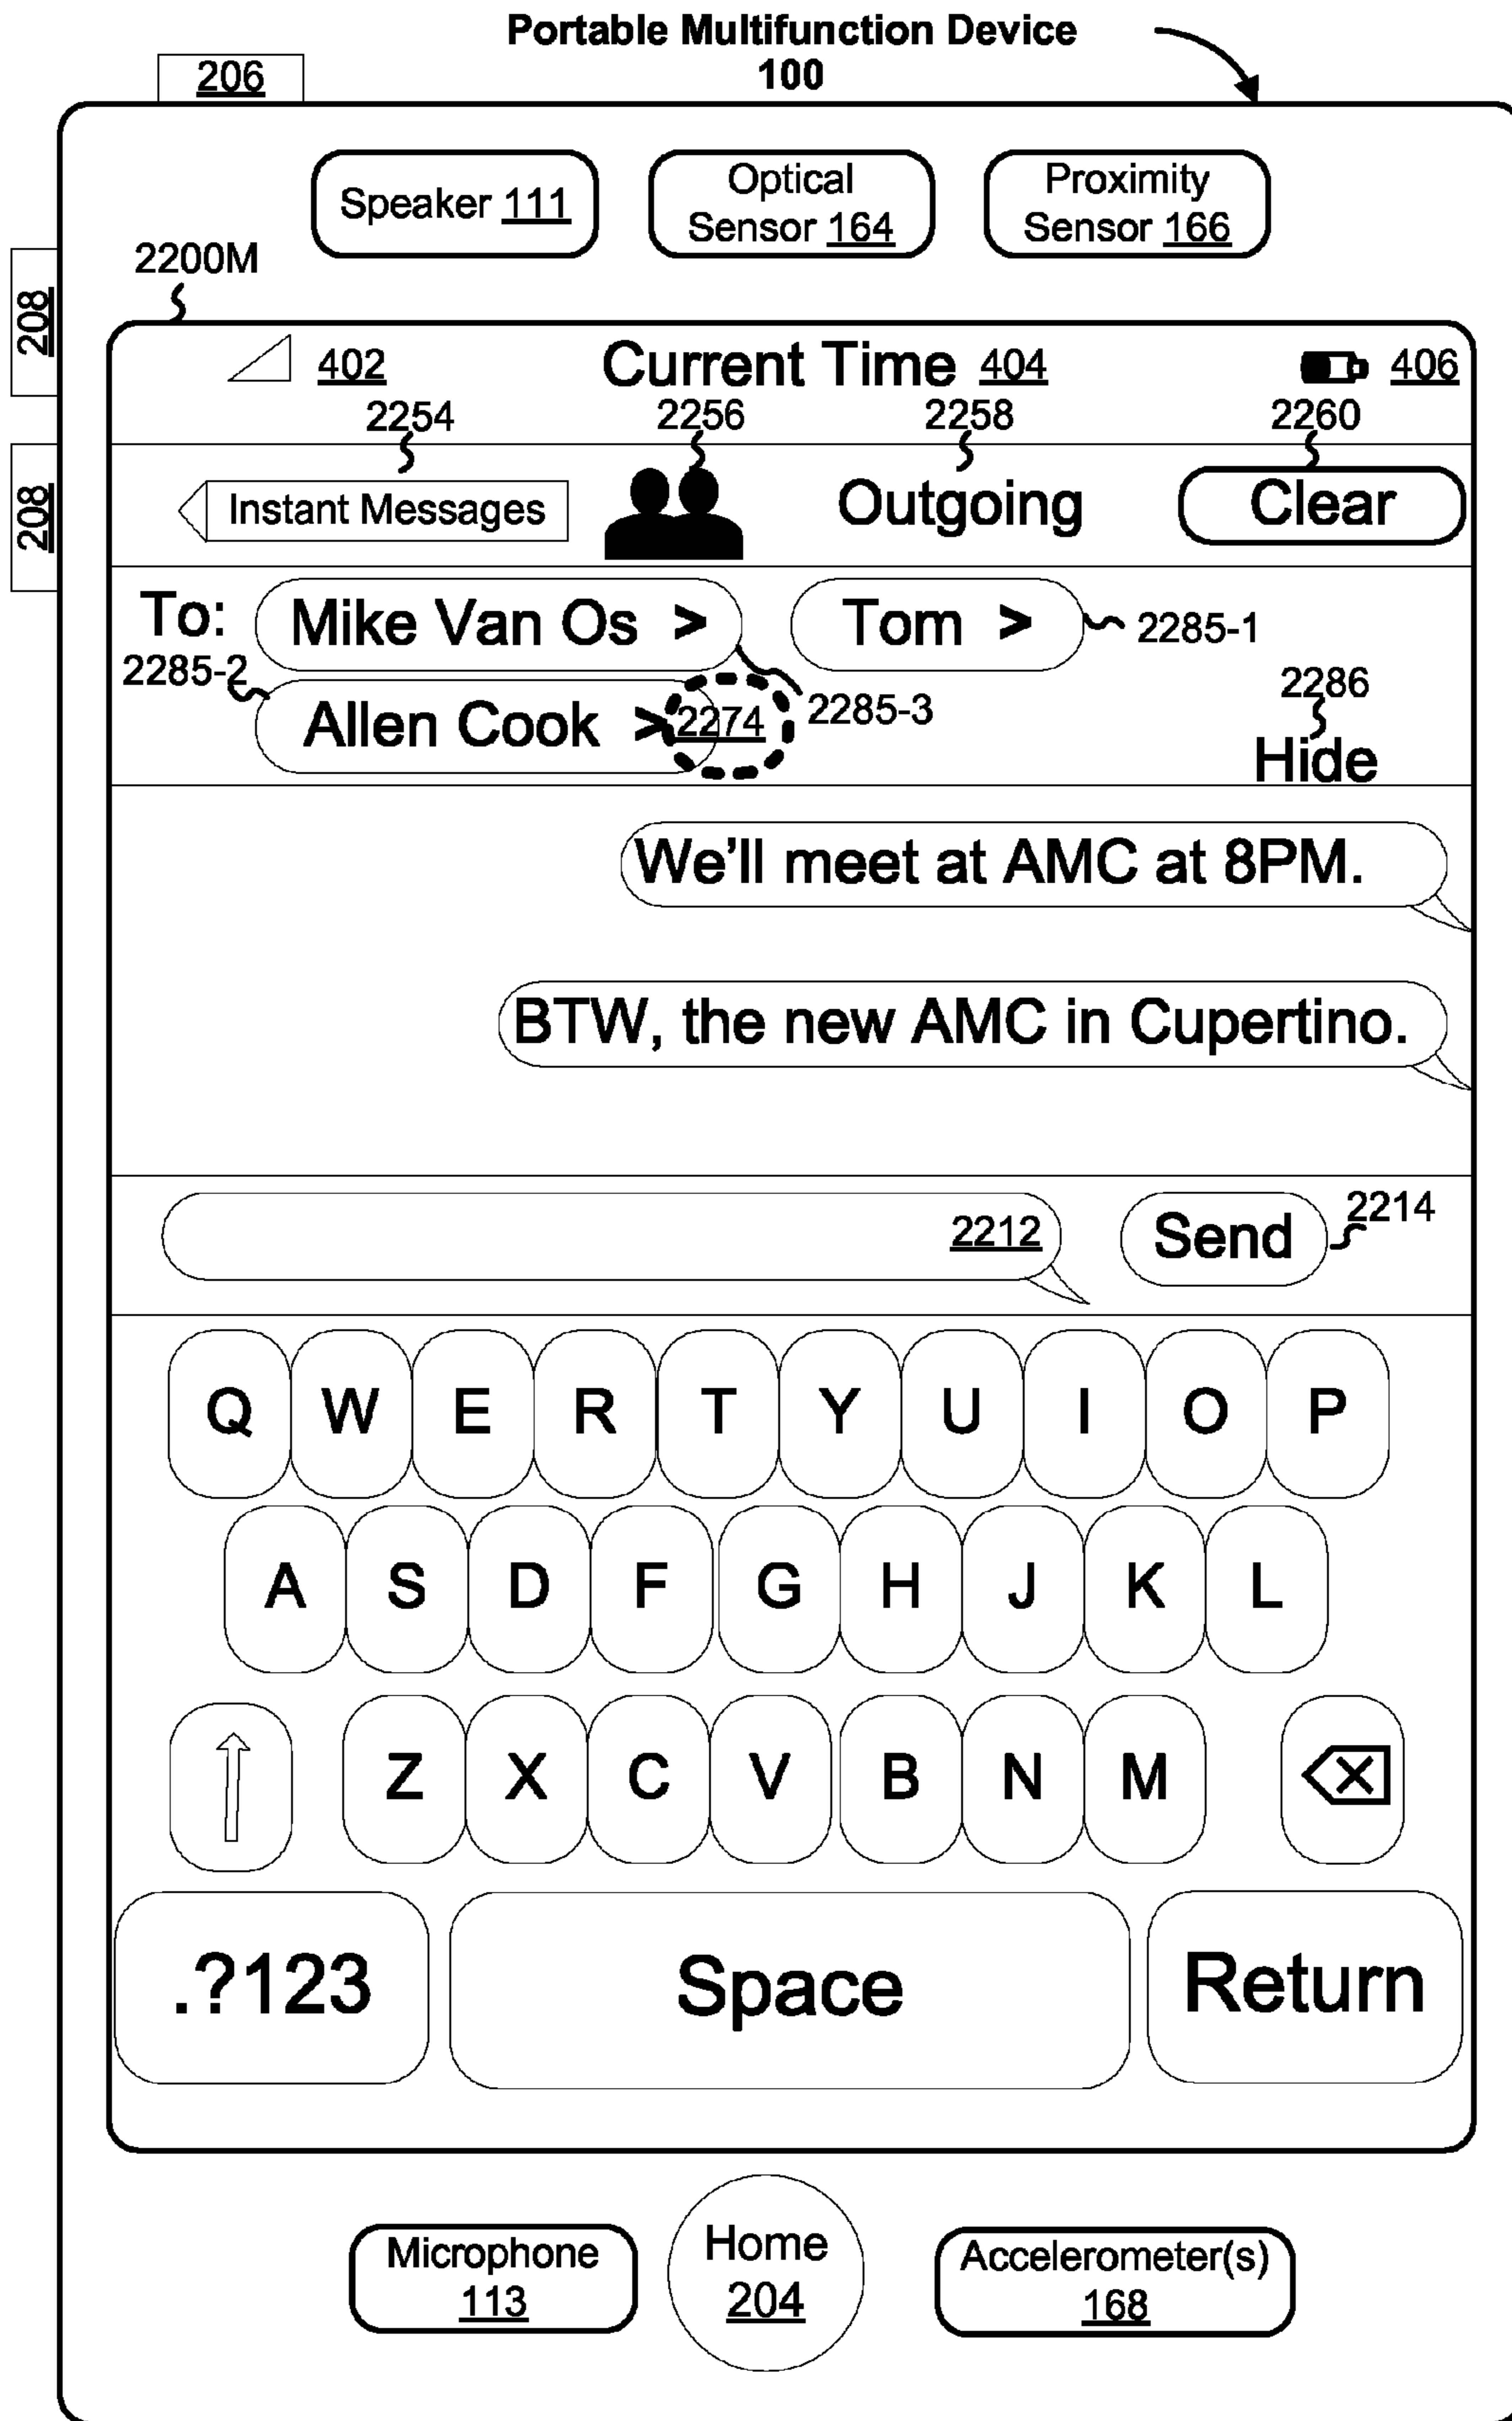 Portable Multifunction Device
100
206
Speaker 111
Optical
Sensor 164
Proximity
Sensor 166
2200M
208
402
Current Time 404
406
2254
2256
2258
2260
208
Instant Messages
Outgoing
Clear
To:
Mike Van Os >
Tom >
2285-1
2285-2
2286
Allen Cook >
2274
2285-3
Hide
We'll meet at AMC at 8PM.
BTW, the new AMC in Cupertino.
2212
Send
2214
Q W E R T Y U I O P
A S D F G H J K L
Z X C V B N M
.?123
Space
Return
Microphone
113
Home
204
Accelerometer(s)
168